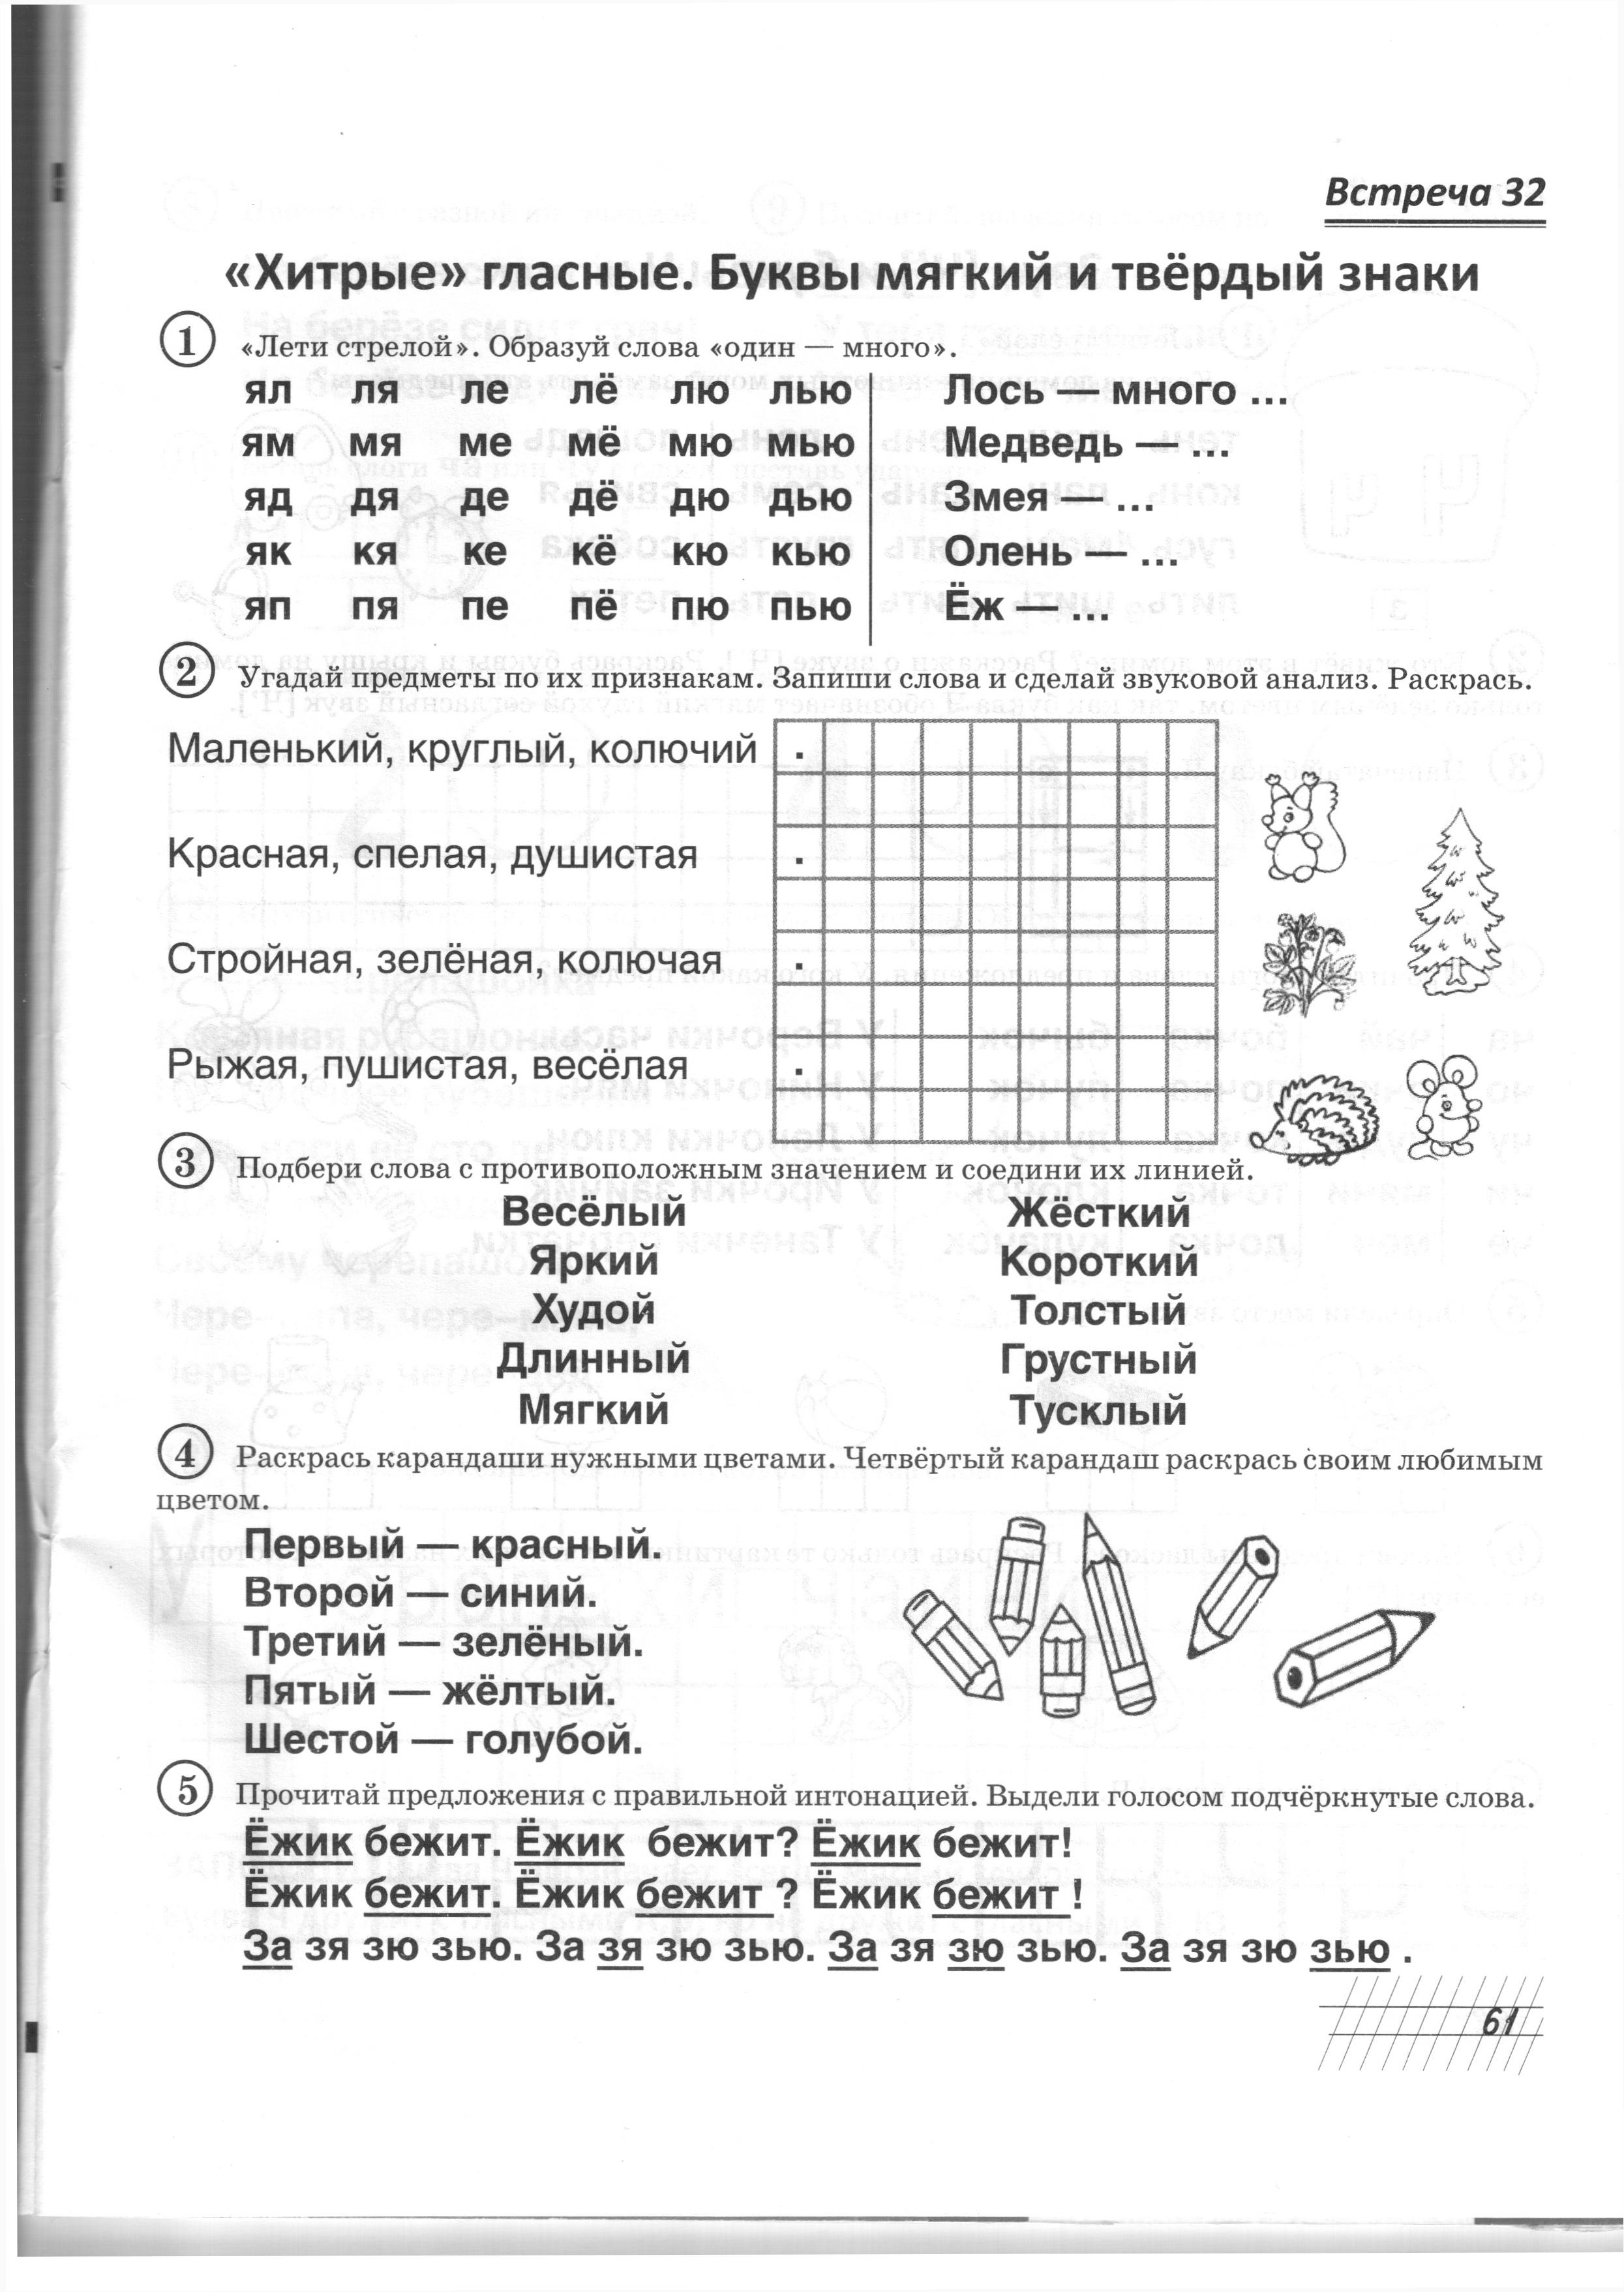 Встреча 32
«Хитрые» гласные. Буквы мягкий и твёрдый знаки
1 «Лети стрелой». Образуй слова «один — много».
ял ля ле лё лю лью
ям мя ме мё мю мью
яд дя де дё дю дью
як кя ке кё кю кью
яп пя пе пё пю пью
Лось — много ...
Медведь — ...
Змея — ...
Олень — ...
Ёж — ...
2 Угадай предметы по их признакам. Запиши слова и сделай звуковой анализ. Раскрась.
Маленький, круглый, колючий
Красная, спелая, душистая
Стройная, зелёная, колючая
Рыжая, пушистая, весёлая
3 Подбери слова с противоположным значением и соедини их линией.
Весёлый Жёсткий
Яркий Короткий
Худой Толстый
Длинный Грустный
Мягкий Тусклый
4 Раскрась карандаши нужными цветами. Четвёртый карандаш раскрась своим любимым
цветом.
Первый — красный.
Второй — синий.
Третий — зелёный.
Пятый — жёлтый.
Шестой — голубой.
5 Прочитай предложения с правильной интонацией. Выдели голосом подчёркнутые слова.
Ёжик бежит. Ёжик бежит? Ёжик бежит!
Ёжик бежит. Ёжик бежит ? Ёжик бежит !
За зя зю зью. За зя зю зью. За зя зю зью. За зя зю зью .
61